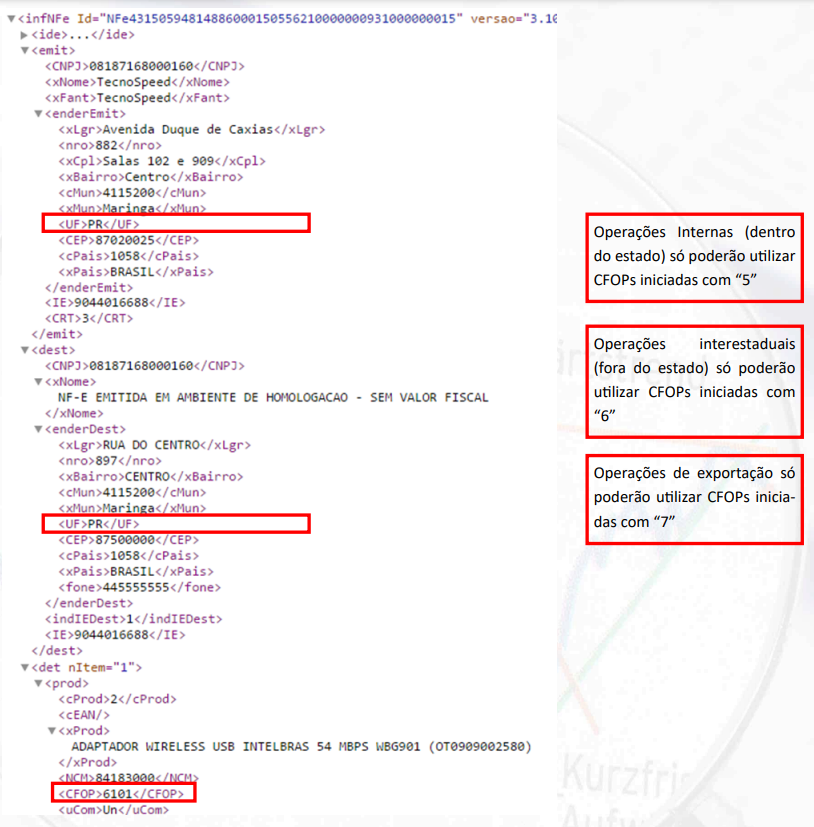 ▼<infNFe Id="NFe43150594814886000150556210000000931000000015" versao="3.10
▶<ide>...</ide>
▼<emit>
<CNPJ>08187168000160</CNPJ>
<xNome>TecnoSpeed</xNome>
<xFant>TecnoSpeed</xFant>
▼<enderEmit>
<xLgr>Avenida Duque de Caxias</xLgr>
<nro>882</nro>
<xCpl>Salas 102 e 909</xCpl>
<xBairro>Centro</xBairro>
<cMun>4115200</cMun>
<xMun>Maringa</xMun>
<UF>PR</UF>
<CEP>87020025</CEP>
<cPais>1058</cPais>
<xPais>BRASIL</xPais>
</enderEmit>
<IE>9044016688</IE>
<CRT>3</CRT>
</emit>
▼<dest>
<CNPJ>08187168000160</CNPJ>
▼<xNome>
NF-E EMITIDA EM AMBIENTE DE HOMOLOGACAO - SEM VALOR FISCAL
</xNome>
▼<enderDest>
<xLgr>RUA DO CENTRO</xLgr>
<nro>897</nro>
<xBairro>CENTRO</xBairro>
<cMun>4115200</cMun>
<xMun>Maringa</xMun>
<UF>PR</UF>
<CEP>87500000</CEP>
<cPais>1058</cPais>
<xPais>BRASIL</xPais>
<fone>445555555</fone>
</enderDest>
<indIEDest>1</indIEDest>
<IE>9044016688</IE>
</dest>
▼<det nItem="1">
▼<prod>
<cProd>2</cProd>
<cEAN/>
▼<xProd>
ADAPTADOR WIRELESS USB INTELBRAS 54 MBPS WBG901 (OT0909002580)
</xProd>
<NCM>84183000</NCM>
<CFOP>6101</CFOP>
<uCom>Un</uCom>
Operações Internas (dentro
do estado) só poderão utilizar
CFOPs iniciadas com “5”
Operações interestaduais
(fora do estado) só poderão
utilizar CFOPs iniciadas com
“6”
Operações de exportação só
poderão utilizar CFOPs inicia-
das com “7”
Kurzfris